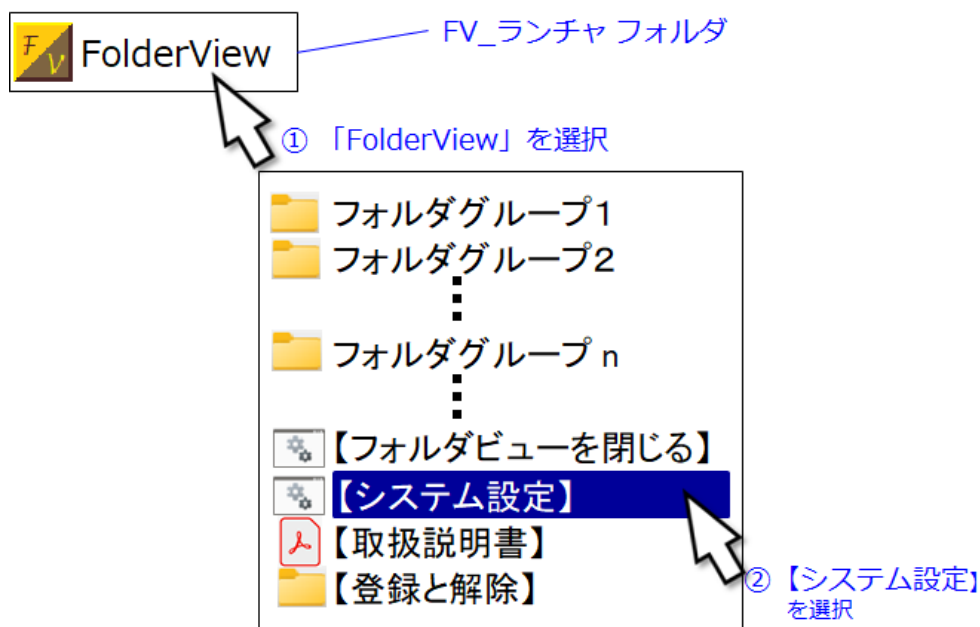 FV_ランチャ フォルダ
FV FolderView
① 「FolderView」を選択
フォルダグループ1
フォルダグループ2
フォルダグループ n
【フォルダビューを閉じる】
【システム設定】
【取扱説明書】
【登録と解除】
②【システム設定】
を選択